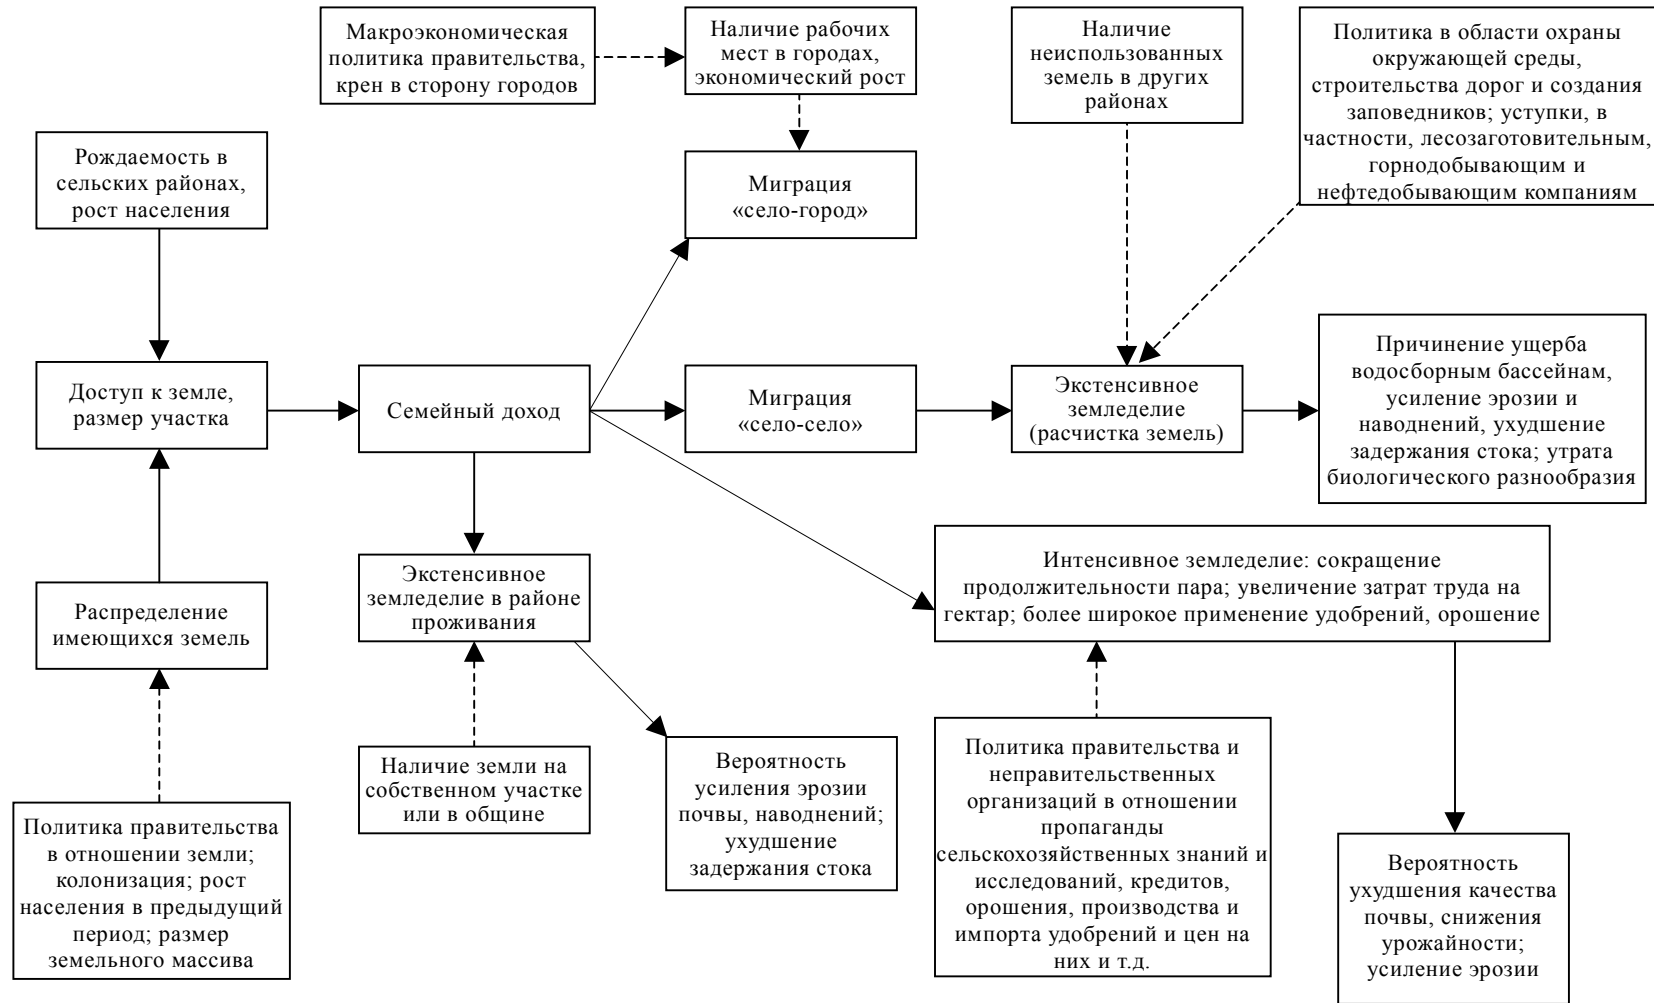 Макроэкономическая
политика правительства,
крен в сторону городов
Наличие рабочих
мест в городах,
экономический рост
Наличие
неиспользованных
земель в других
районах
Политика в области охраны
окружающей среды,
строительства дорог и создания
заповедников; уступки, в
частности, лесозаготовительным,
горнодобывающим и
нефтедобывающим компаниям
Рождаемость в
сельских районах,
рост населения
Миграция
«село-город»
Доступ к земле,
размер участка
Семейный доход
Миграция
«село-село»
Экстенсивное
земледелие
(расчистка земель)
Причинение ущерба
водосборным бассейнам,
усиление эрозии и
наводнений, ухудшение
задержания стока; утрата
биологического разнообразия
Распределение
имеющихся земель
Экстенсивное
земледелие в районе
проживания
Интенсивное земледелие: сокращение
продолжительности пара; увеличение затрат труда на
гектар; более широкое применение удобрений, орошение
Политика правительства
в отношении земли;
колонизация; рост
населения в предыдущий
период; размер
земельного массива
Наличие земли на
собственном участке
или в общине
Вероятность
усиления эрозии
почвы, наводнений;
ухудшение
задержания стока
Политика правительства и
неправительственных
организаций в отношении
пропаганды
сельскохозяйственных знаний и
исследований, кредитов,
орошения, производства и
импорта удобрений и цен на
них и т.д.
Вероятность
ухудшения качества
почвы, снижения
урожайности;
усиление эрозии